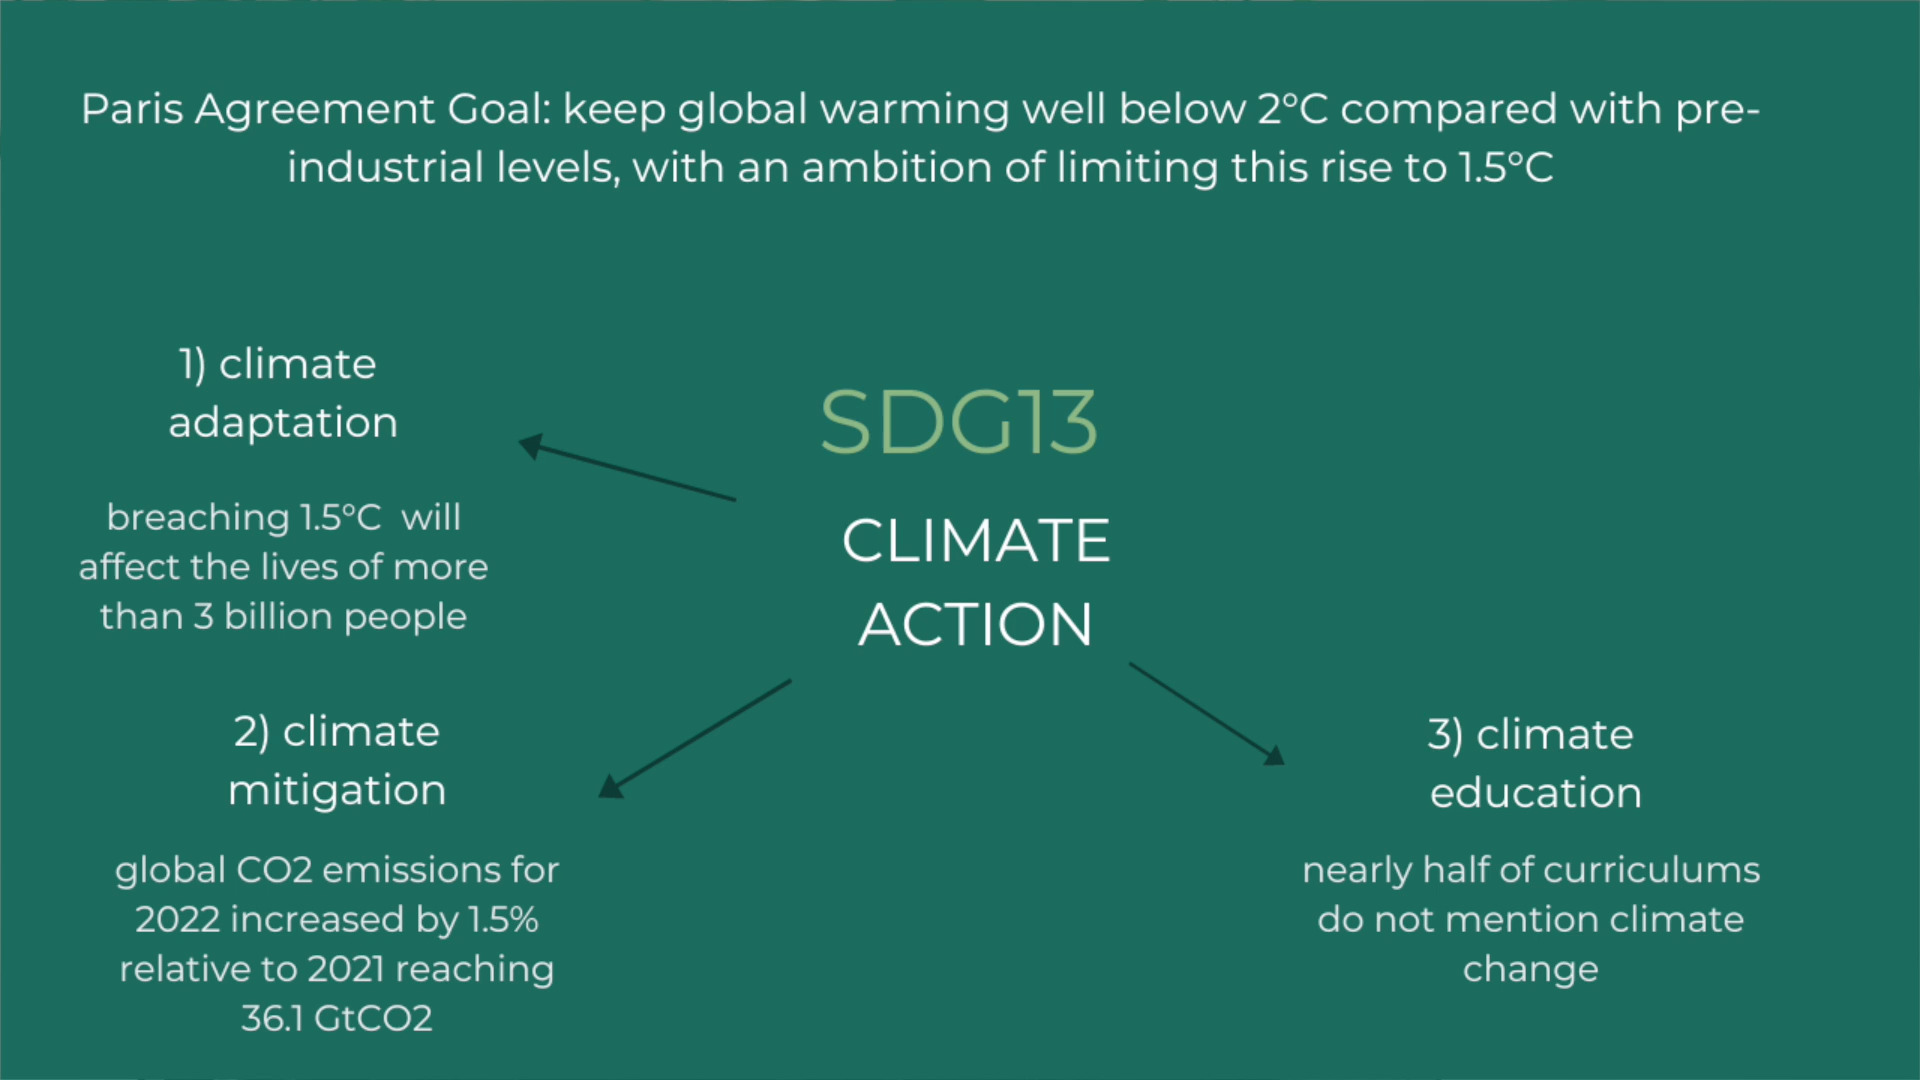 Paris Agreement Goal: keep global warming well below 2°C compared with pre-
industrial levels, with an ambition of limiting this rise to 1.5°C
1) climate
adaptation
breaching 1.5°C will
affect the lives of more
than 3 billion people
SDG13
CLIMATE
ACTION
2) climate
mitigation
global CO2 emissions for
2022 increased by 1.5%
relative to 2021 reaching
36.1 GtCO2
3) climate
education
nearly half of curriculums
do not mention climate
change